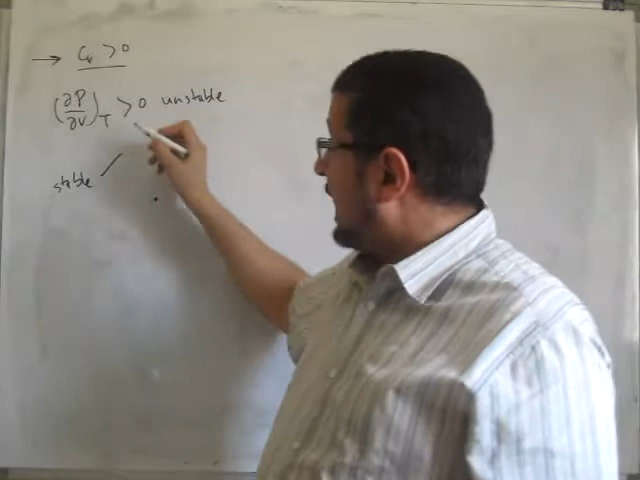 → Cv > 0
(∂P/∂v)T > 0 unstable
stable